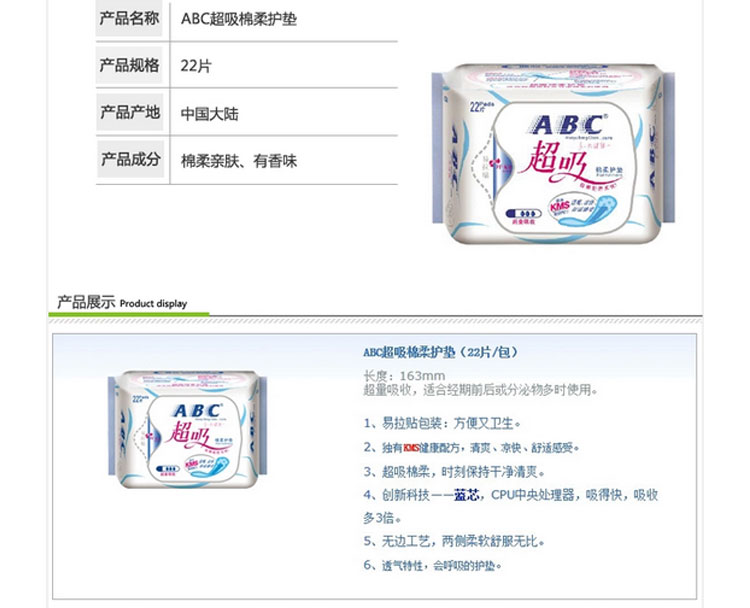 产品名称 ABC超吸棉柔护垫
产品规格 22片
产品产地 中国大陆
产品成分 棉柔亲肤、有香味
22片
ABC
超吸
棉柔护垫
KMS
ABC
产品展示 Product display
ABC超吸棉柔护垫（22片/包）
长度：163mm
超量吸收，适合经期前后或分泌物多时使用。
1、易拉贴包装：方便又卫生。
2、独有KMS健康配方，清爽、凉快、舒适感受。
3、超吸棉柔，时刻保持干净清爽。
4、创新科技——蓝芯，CPU中央处理器，吸得快，吸收
多3倍。
5、无边工艺，两侧柔软舒服无比。
6、透气特性，会呼吸的护垫。
22片
ABC
超吸
棉柔护垫
KMS